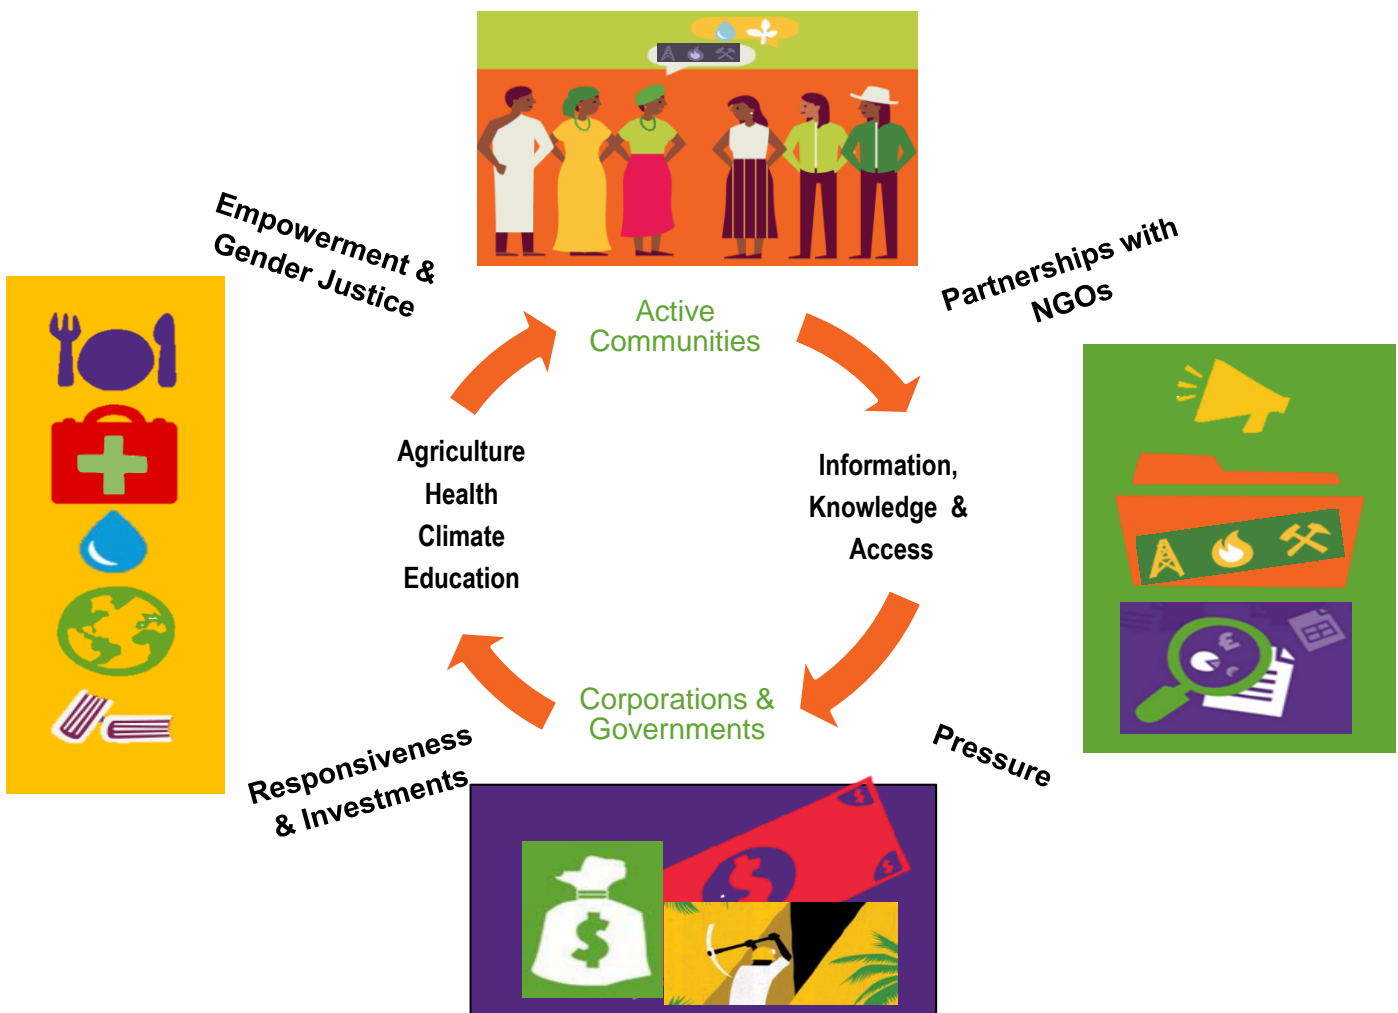 Empowerment &
Gender Justice
Partnerships with
NGOs
Active
Communities
Agriculture
Health
Climate
Education
Information,
Knowledge &
Access
Corporations &
Governments
Responsiveness
& Investments
Pressure
£
$
$
$
$